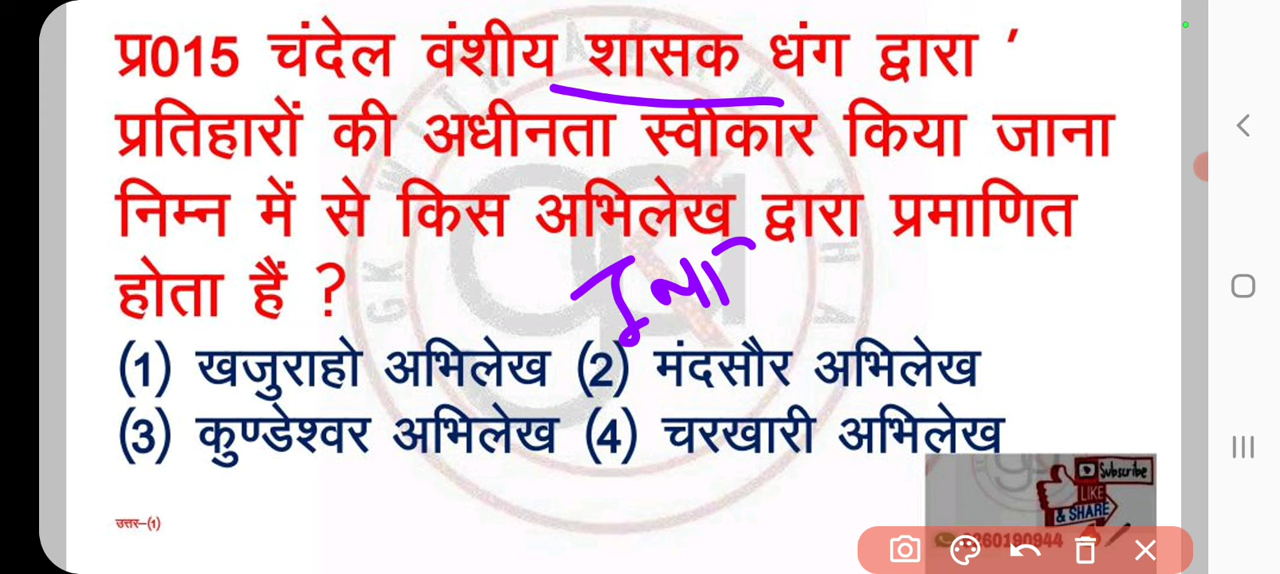 प्र015 चंदेल वंशीय शासक धंग द्वारा '
प्रतिहारों की अधीनता स्वीकार किया जाना
निम्न में से किस अभिलेख द्वारा प्रमाणित
होता हैं ?
(1) खजुराहो अभिलेख (2) मंदसौर अभिलेख
(3) कुण्डेश्वर अभिलेख (4) चरखारी अभिलेख
उत्तर–(1)
Subscribe
LIKE
& SHARE